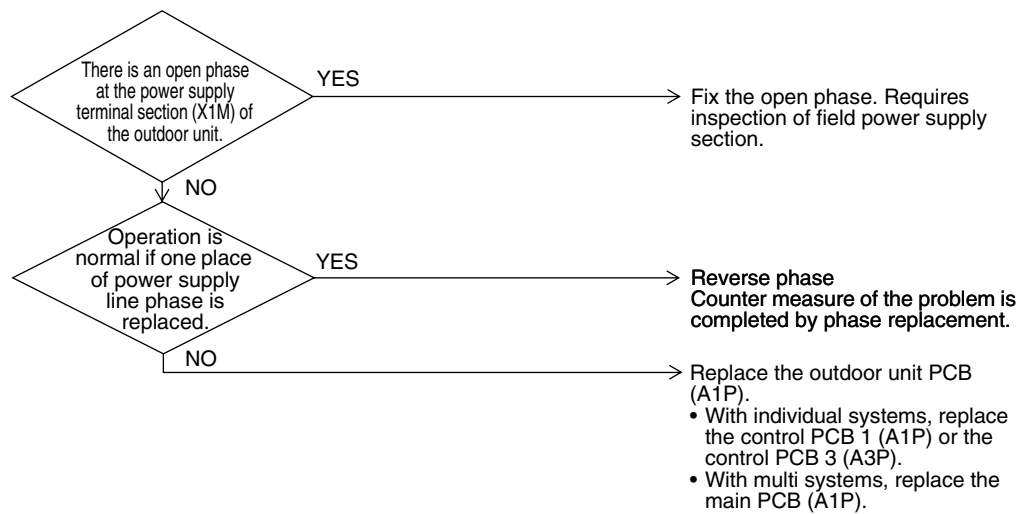 There is an open phase
at the power supply
terminal section (X1M) of
the outdoor unit.
YES
Fix the open phase. Requires
inspection of field power supply
section.
NO
Operation is
normal if one place
of power supply
line phase is
replaced.
YES
Reverse phase
Counter measure of the problem is
completed by phase replacement.
NO
Replace the outdoor unit PCB
(A1P).
• With individual systems, replace
the control PCB 1 (A1P) or the
control PCB 3 (A3P).
• With multi systems, replace the
main PCB (A1P).